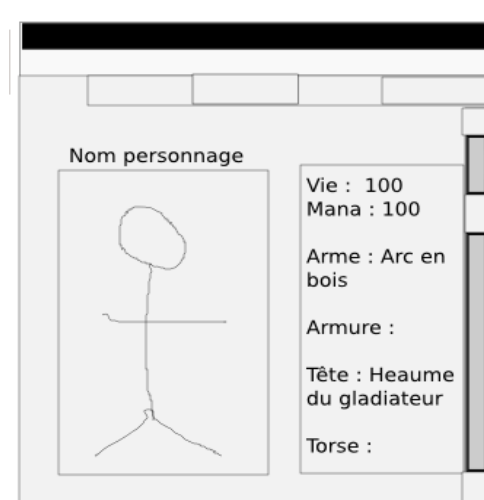 Nom personnage
Vie : 100
Mana : 100
Arme : Arc en
bois
Armure :
Tête : Heaume
du gladiateur
Torse :